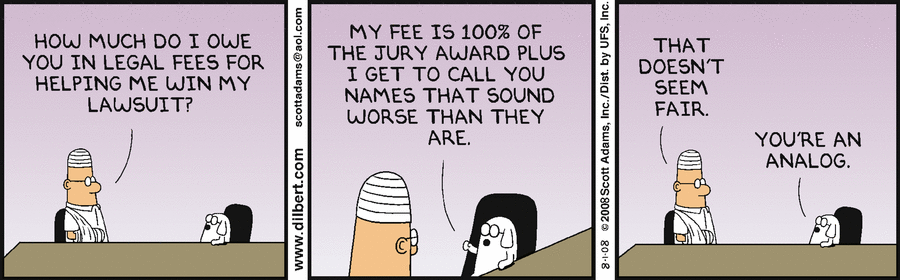 HOW MUCH DO I OWE
YOU IN LEGAL FEES FOR
HELPING ME WIN MY
LAWSUIT?
www.dilbert.com scottadams@aol.com
MY FEE IS 100% OF
THE JURY AWARD PLUS
I GET TO CALL YOU
NAMES THAT SOUND
WORSE THAN THEY
ARE.
8-1-08 © 2008 Scott Adams, Inc./Dist. by UFS, Inc.
THAT
DOESN'T
SEEM
FAIR.
YOU'RE AN
ANALOG.